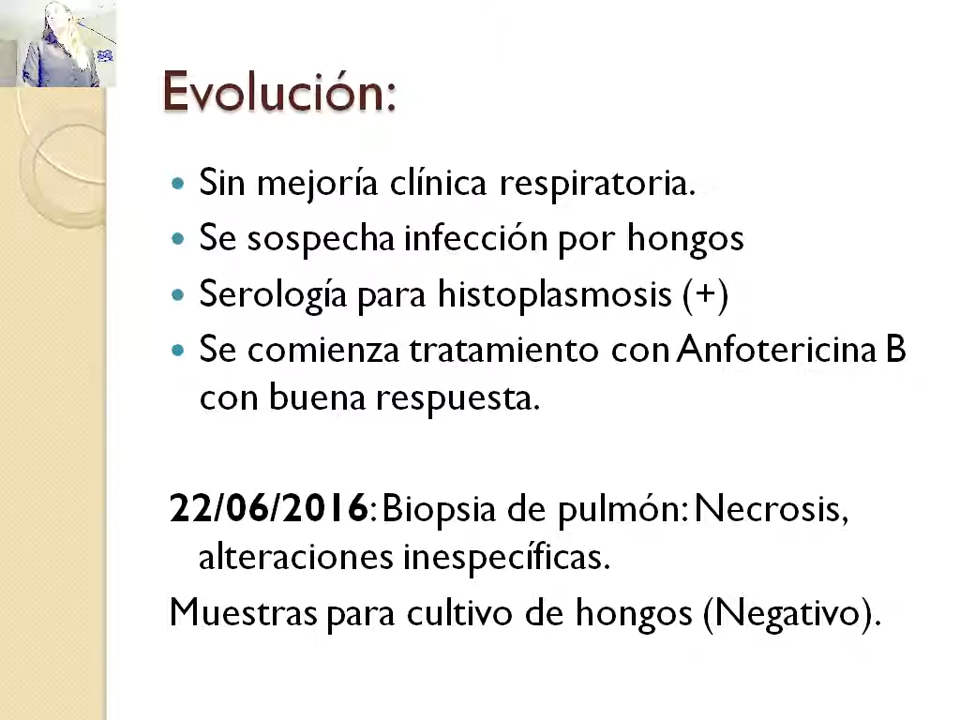 Evolución:
• Sin mejoría clínica respiratoria.
• Se sospecha infección por hongos
• Serología para histoplasmosis (+)
• Se comienza tratamiento con Anfotericina B
con buena respuesta.
22/06/2016: Biopsia de pulmón: Necrosis,
alteraciones inespecíficas.
Muestras para cultivo de hongos (Negativo).